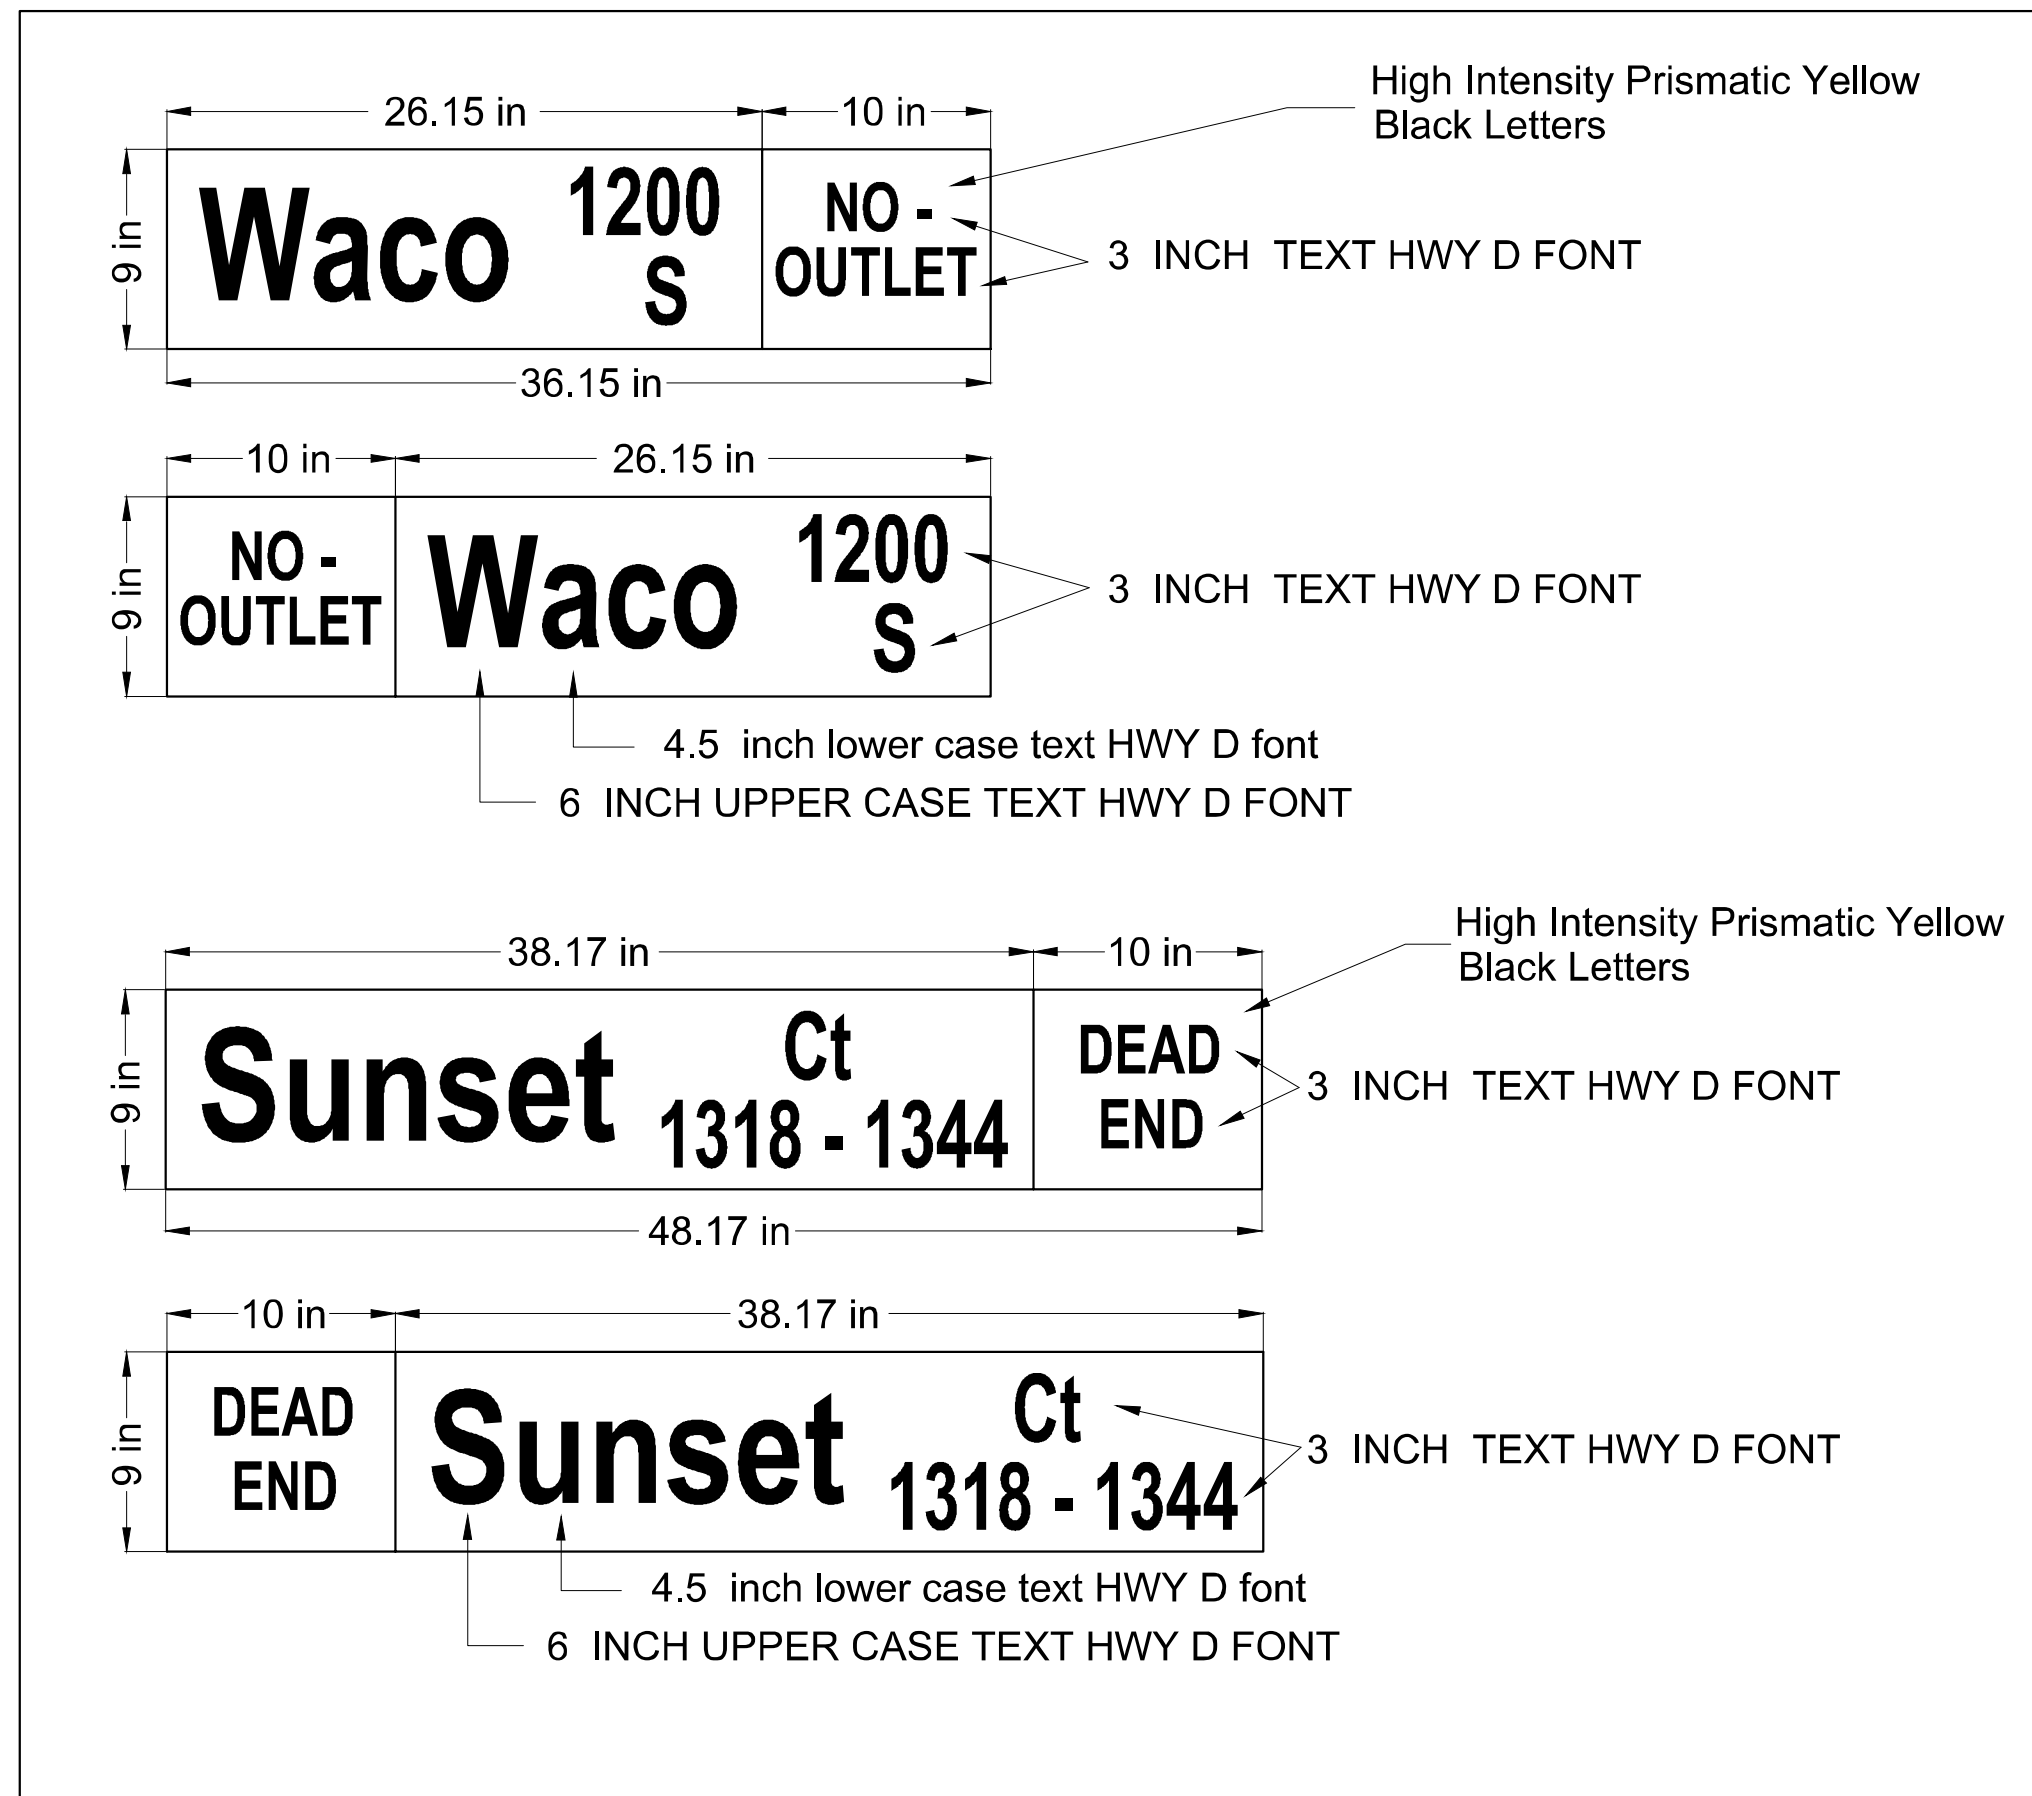 26.15 in
10 in
High Intensity Prismatic Yellow
Black Letters
9 in
Waco
1200
S
NO -
OUTLET
3 INCH TEXT HWY D FONT
36.15 in
10 in
26.15 in
9 in
NO -
OUTLET
Waco
1200
S
3 INCH TEXT HWY D FONT
4.5 inch lower case text HWY D font
6 INCH UPPER CASE TEXT HWY D FONT
38.17 in
10 in
High Intensity Prismatic Yellow
Black Letters
9 in
Sunset
Ct
1318 - 1344
DEAD
END
3 INCH TEXT HWY D FONT
48.17 in
10 in
38.17 in
9 in
DEAD
END
Sunset
Ct
1318 - 1344
3 INCH TEXT HWY D FONT
4.5 inch lower case text HWY D font
6 INCH UPPER CASE TEXT HWY D FONT